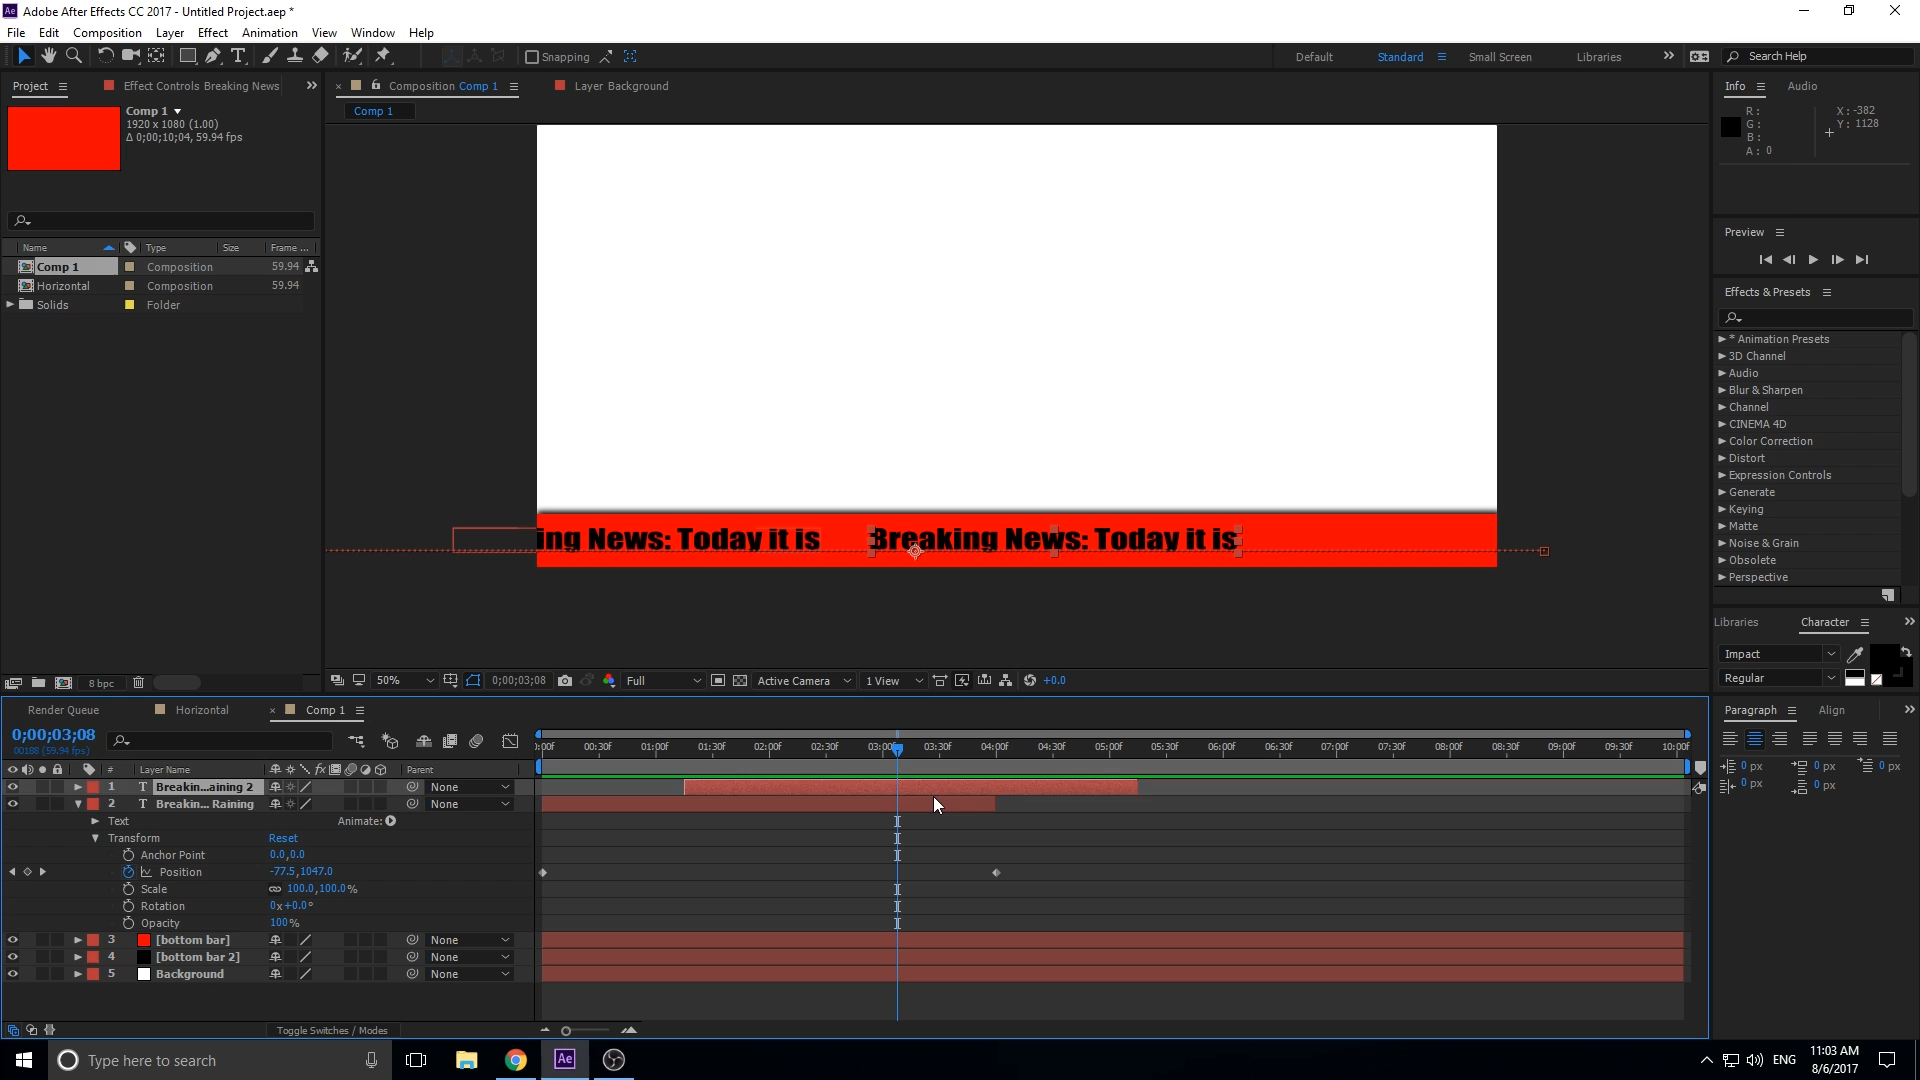 Adobe After Effects CC 2017 - Untitled Project.aep *
File Edit Composition Layer Effect Animation View Window Help
Snapping Default Standard Small Screen Libraries Search Help
Project Effect Controls Breaking News Composition Comp 1 Layer Background Info Audio
Comp 1
1920 x 1080 (1.00)
Δ 0;00;10;04, 59.94 fps
Comp 1
R: X: -382
G: Y: 1128
B:
A: 0
Name Type Size Frame ...
Comp 1 Composition 59.94
Horizontal Composition 59.94
Solids Folder
Preview
Effects & Presets
* Animation Presets
3D Channel
Audio
Blur & Sharpen
Channel
CINEMA 4D
Color Correction
Distort
Expression Controls
Generate
Keying
Matte
Noise & Grain
Obsolete
Perspective
ing News: Today it is Breaking News: Today it is
Libraries Character
Impact
Regular
8 bpc 50% 0;00;03;08 Full Active Camera 1 View +0.0
Render Queue Horizontal Comp 1
Paragraph Align
0;00;03;08
00188 (59.94 fps)
:00f 00:30f 01:00f 01:30f 02:00f 02:30f 03:00f 03:30f 04:00f 04:30f 05:00f 05:30f 06:00f 06:30f 07:00f 07:30f 08:00f 08:30f 09:00f 09:30f 10:00f
0 px 0 px 0 px
0 px 0 px
# Layer Name Parent
1 T Breakin...aining 2 None
2 T Breakin... Raining None
Text Animate:
Transform Reset
Anchor Point 0.0,0.0
Position -77.5,1047.0
Scale 100.0,100.0%
Rotation 0x+0.0°
Opacity 100%
3 [bottom bar] None
4 [bottom bar 2] None
5 Background None
Toggle Switches / Modes
Type here to search
Ae
ENG
11:03 AM
8/6/2017